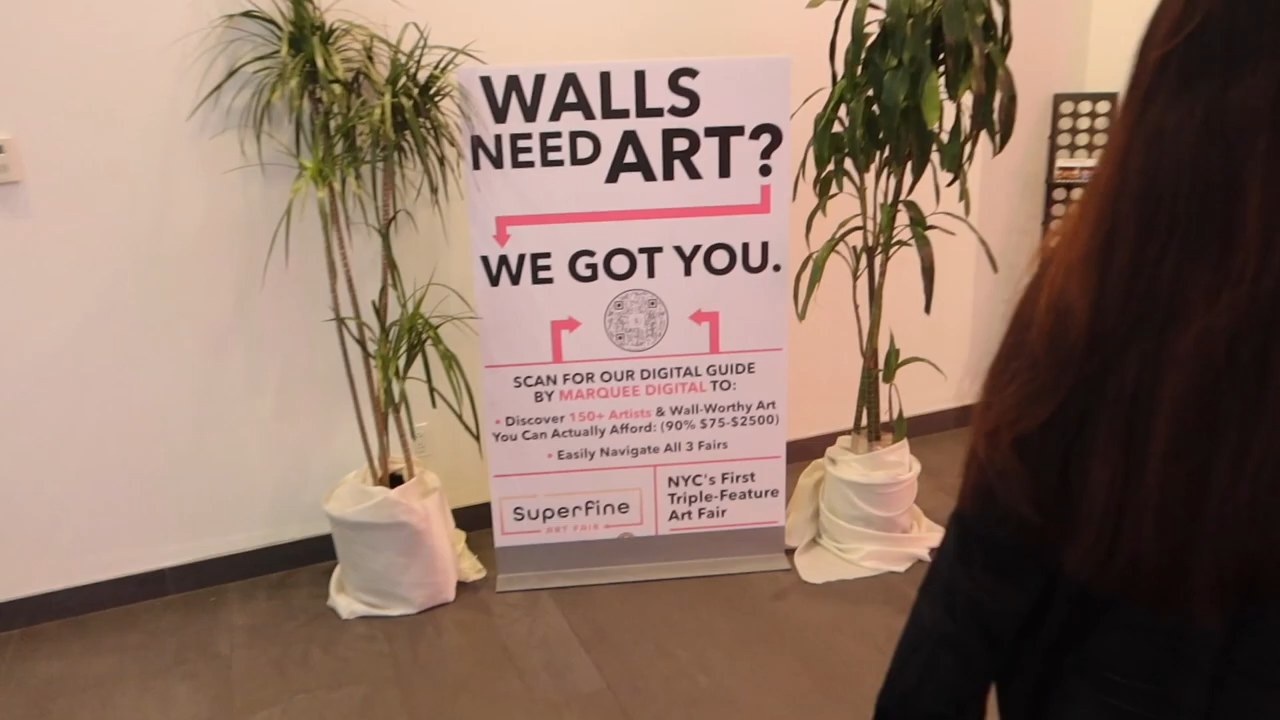 WALLS
NEED ART?
WE GOT YOU.
SCAN FOR OUR DIGITAL GUIDE
BY MARQUEE DIGITAL TO:
• Discover 150+ Artists & Wall-Worthy Art
You Can Actually Afford: (90% $75-$2500)
• Easily Navigate All 3 Fairs
Superfine
ART FAIR
NYC's First
Triple-Feature
Art Fair